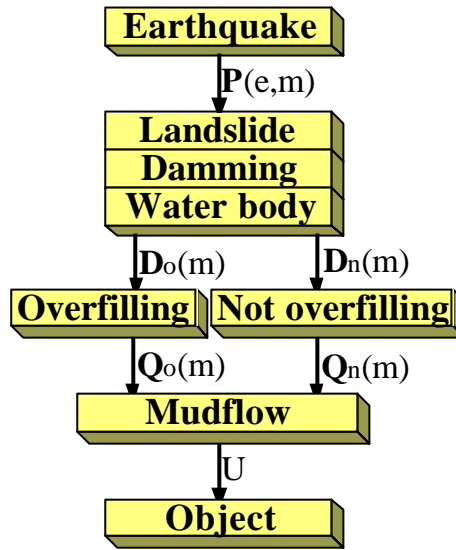 Earthquake
P(e,m)
Landslide
Damming
Water body
Do(m) Dn(m)
Overfilling Not overfilling
Qo(m) Qn(m)
Mudflow
U
Object